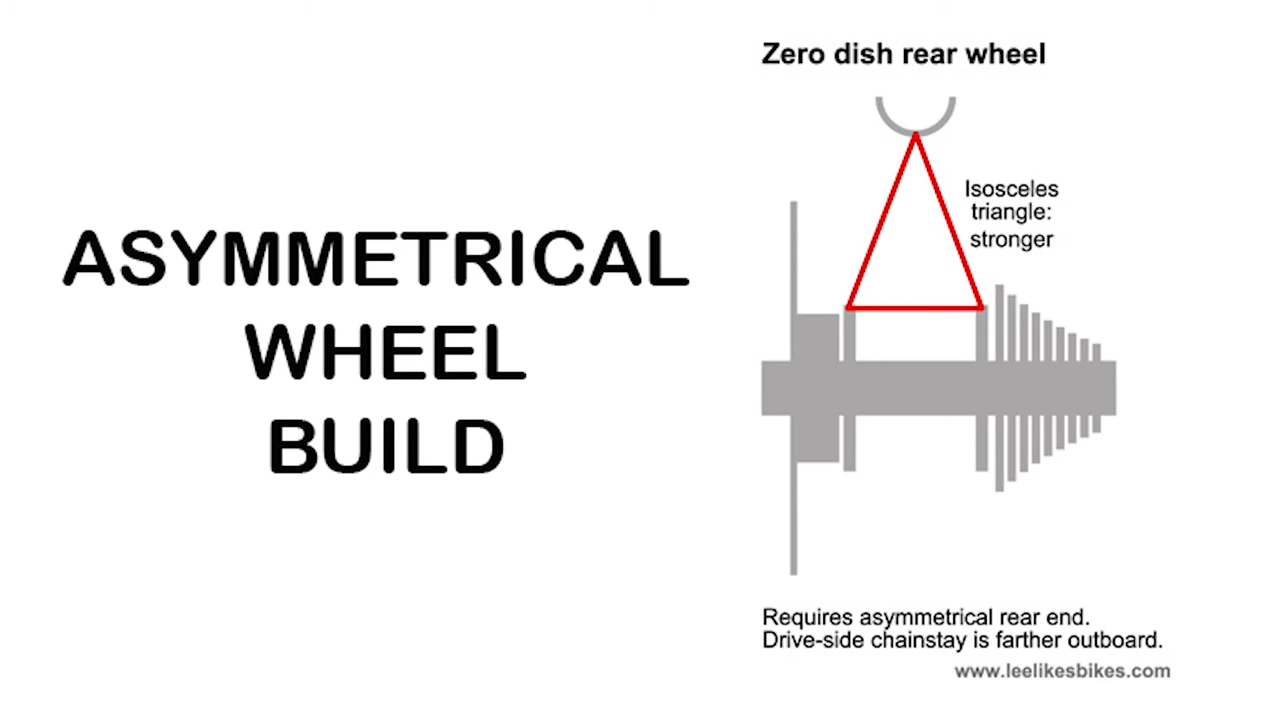 ASYMMETRICAL
WHEEL
BUILD
Zero dish rear wheel
Isosceles
triangle:
stronger
Requires asymmetrical rear end.
Drive-side chainstay is farther outboard.
www.leelikesbikes.com